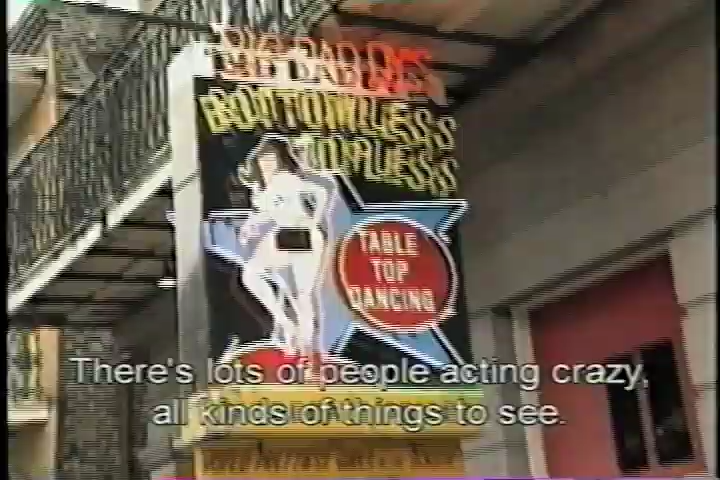 BIG DADDY'S
BOTTOMLESS
TOPLESS
TABLE
TOP
DANCING
There's lots of people acting crazy,
all kinds of things to see.